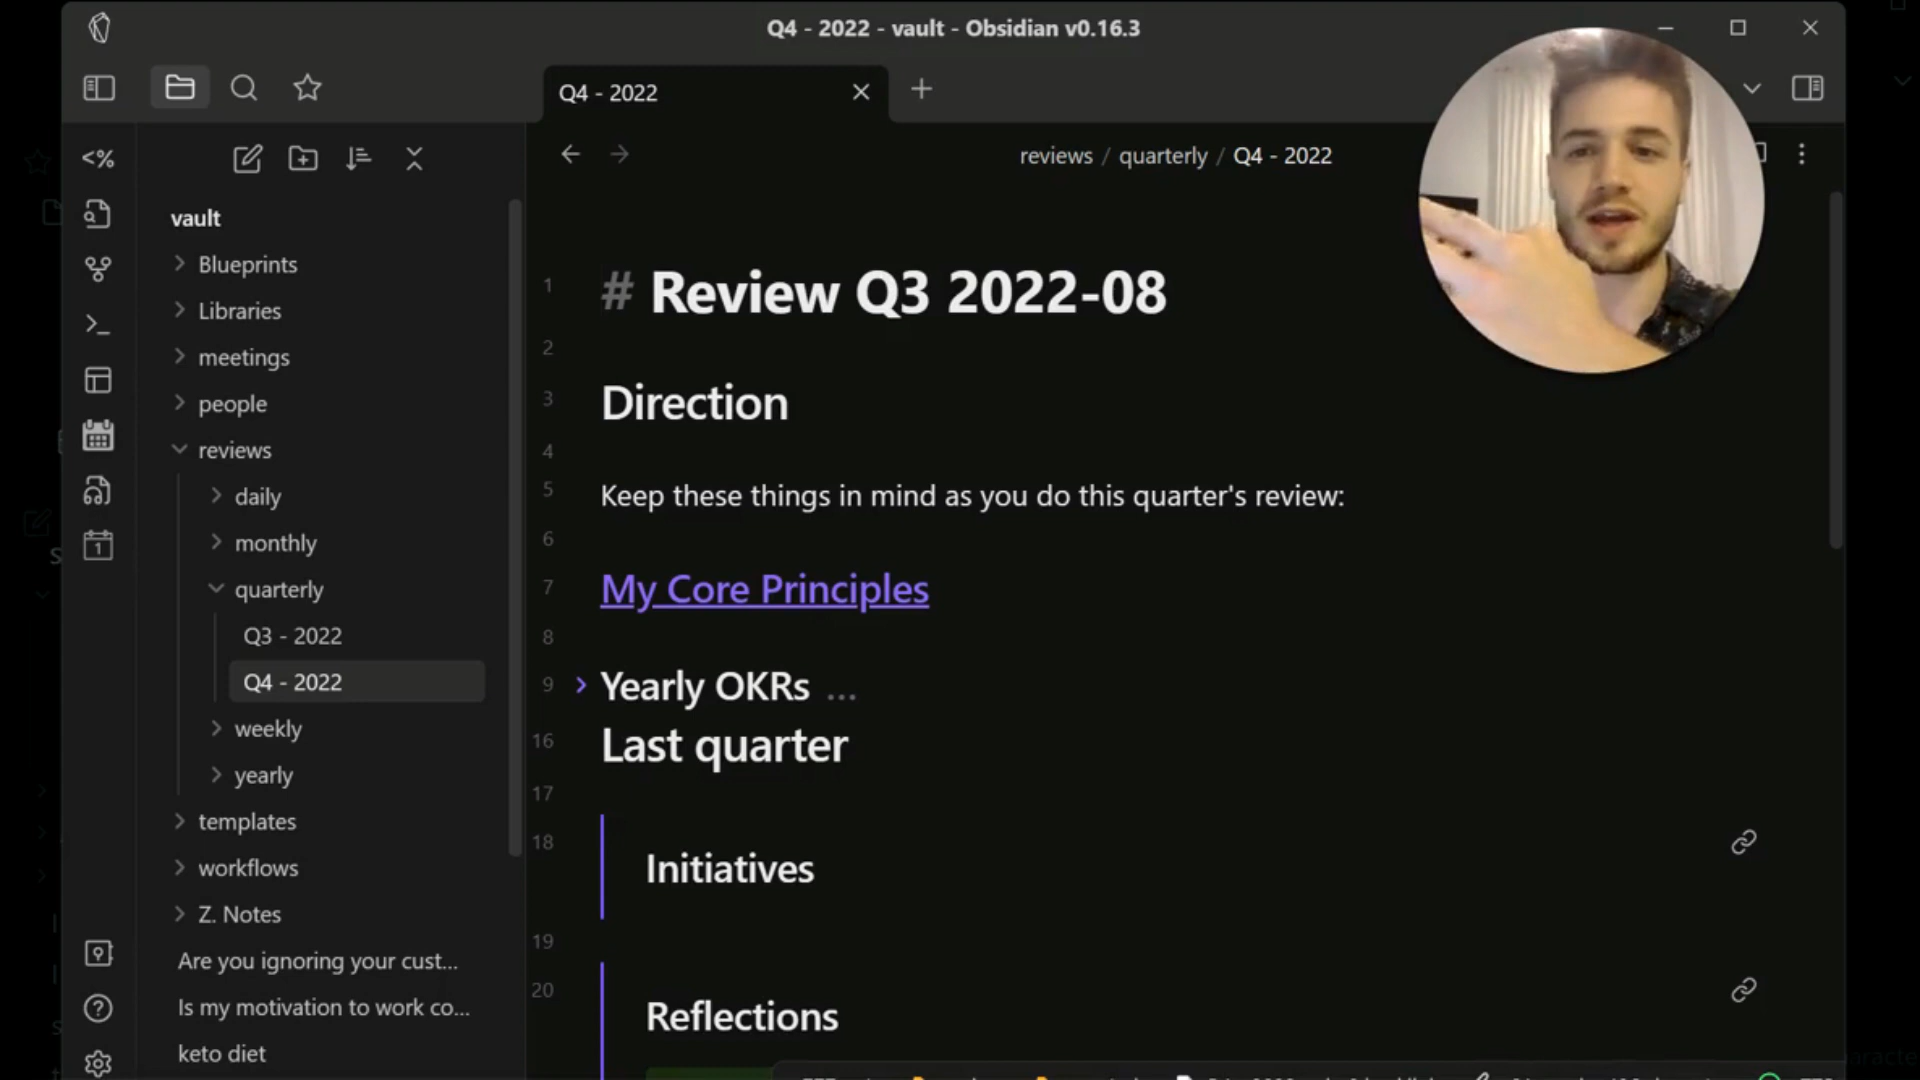 Q4 - 2022 - vault - Obsidian v0.16.3
Q4 - 2022
<%
reviews / quarterly / Q4 - 2022
vault
Blueprints
Libraries
meetings
people
reviews
daily
monthly
quarterly
Q3 - 2022
Q4 - 2022
weekly
yearly
templates
workflows
Z. Notes
Are you ignoring your cust...
Is my motivation to work co...
keto diet
1
1 # Review Q3 2022-08
2
3 Direction
4
5 Keep these things in mind as you do this quarter's review:
6
7 My Core Principles
8
9 Yearly OKRs ...
16 Last quarter
17
18 Initiatives
19
20 Reflections